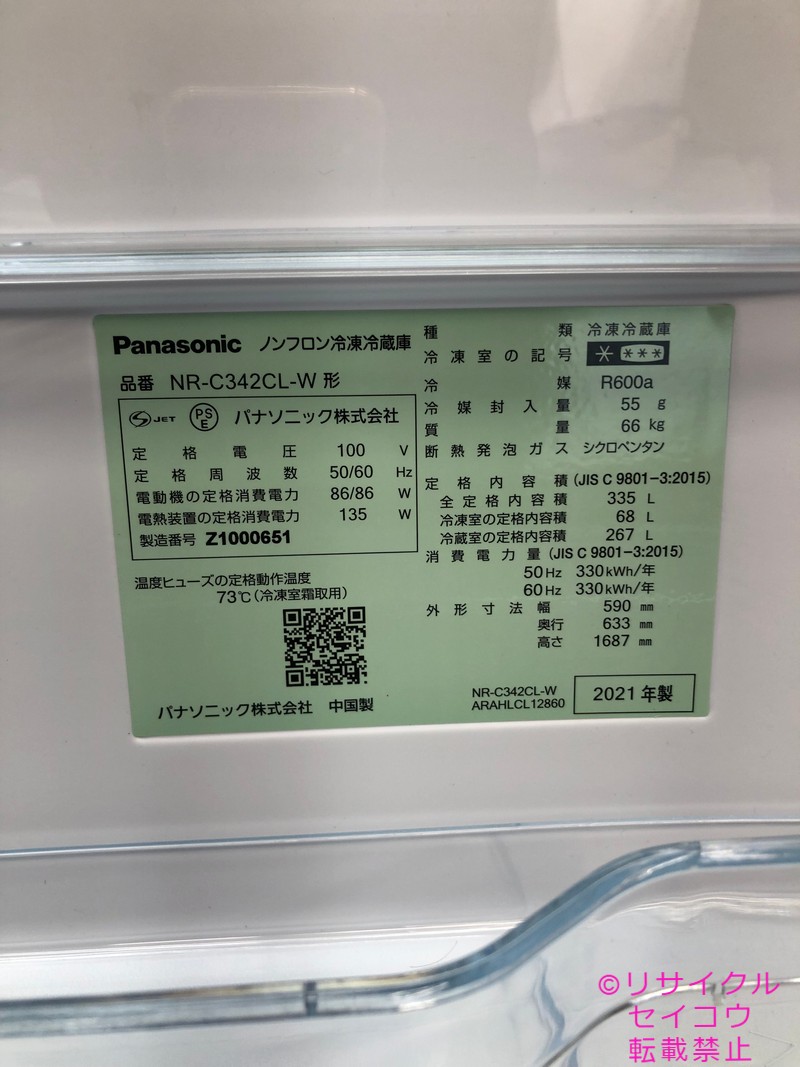 Panasonic ノンフロン冷凍冷蔵庫
品番 NR-C342CL-W 形
S JET PS E パナソニック株式会社
定格電圧 100 V
定格周波数 50/60 Hz
電動機の定格消費電力 86/86 W
電熱装置の定格消費電力 135 W
製造番号 Z1000651
温度ヒューズの定格動作温度
73℃(冷凍室霜取用)
パナソニック株式会社 中国製
種類 冷凍冷蔵庫
冷凍室の記号 * ***
冷媒 R600a
冷媒封入量 55 g
質量 66 kg
断熱発泡ガス シクロペンタン
定格内容積 (JIS C 9801-3:2015)
全定格内容積 335 L
冷凍室の定格内容積 68 L
冷蔵室の定格内容積 267 L
消費電力量 (JIS C 9801-3:2015)
50Hz 330kWh/年
60Hz 330kWh/年
外形寸法 幅 590 mm
奥行 633 mm
高さ 1687 mm
NR-C342CL-W
ARAHLCL12860
2021 年製
©リサイクル
セイコウ
転載禁止